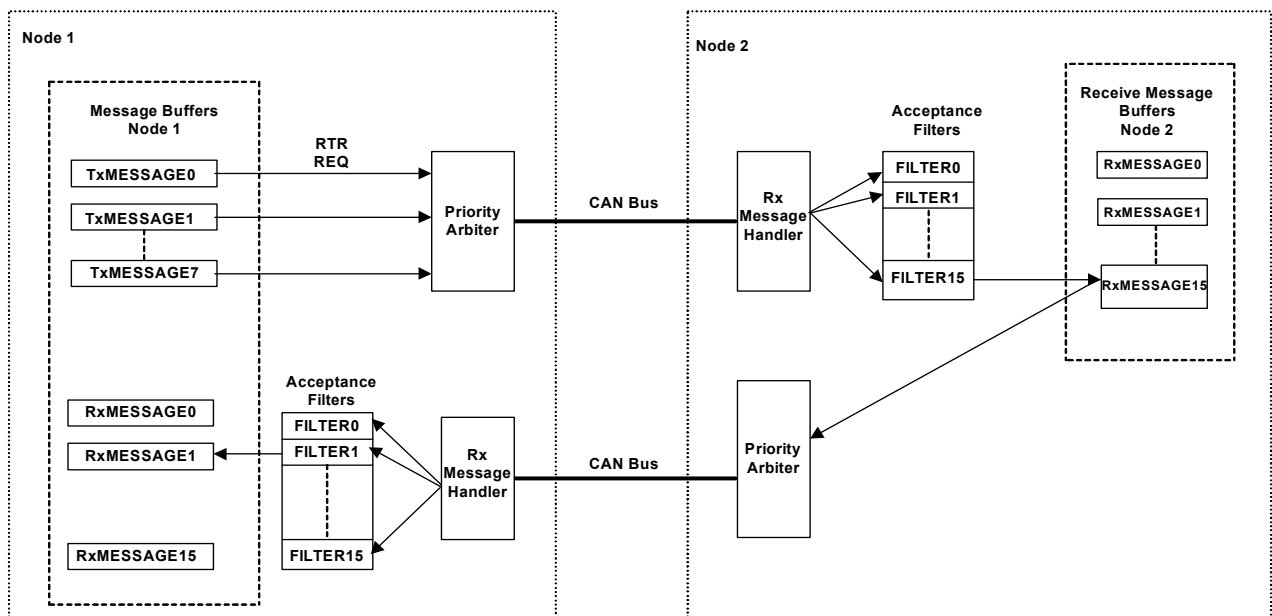 Node 1
Message Buffers
Node 1
TxMESSAGE0
TxMESSAGE1
TxMESSAGE7
RTR
REQ
Priority
Arbiter
CAN Bus
RxMESSAGE0
RxMESSAGE1
RxMESSAGE15
Acceptance
Filters
FILTER0
FILTER1
FILTER15
Rx
Message
Handler
CAN Bus
Node 2
Rx
Message
Handler
Acceptance
Filters
FILTER0
FILTER1
FILTER15
Receive Message
Buffers
Node 2
RxMESSAGE0
RxMESSAGE1
RxMESSAGE15
Priority
Arbiter